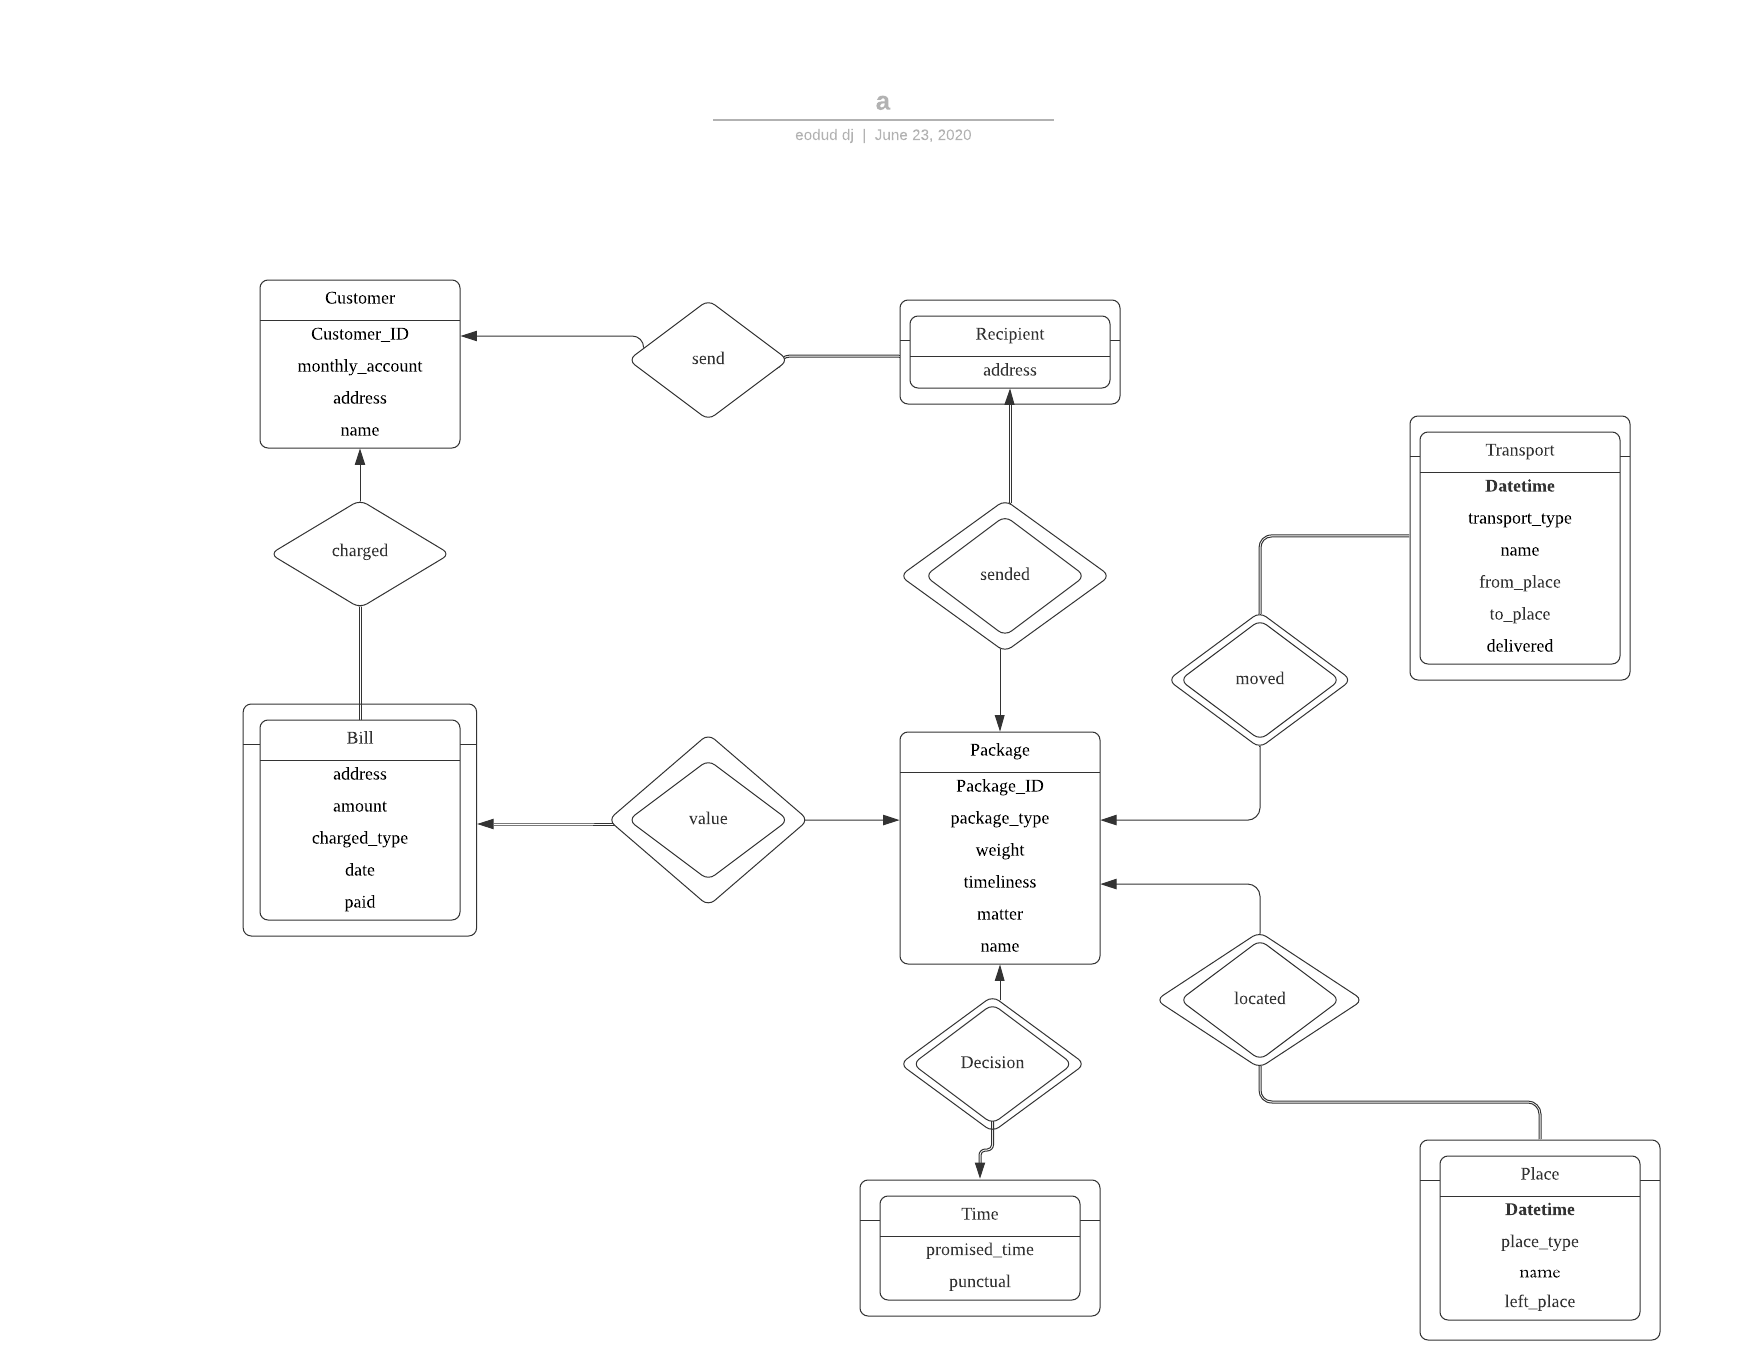 a
eodud dj | June 23, 2020
Customer
Customer_ID
monthly_account
address
name
send
Recipient
address
charged
sended
Transport
Datetime
transport_type
name
from_place
to_place
delivered
moved
Bill
address
amount
charged_type
date
paid
value
Package
Package_ID
package_type
weight
timeliness
matter
name
located
Decision
Time
promised_time
punctual
Place
Datetime
place_type
name
left_place